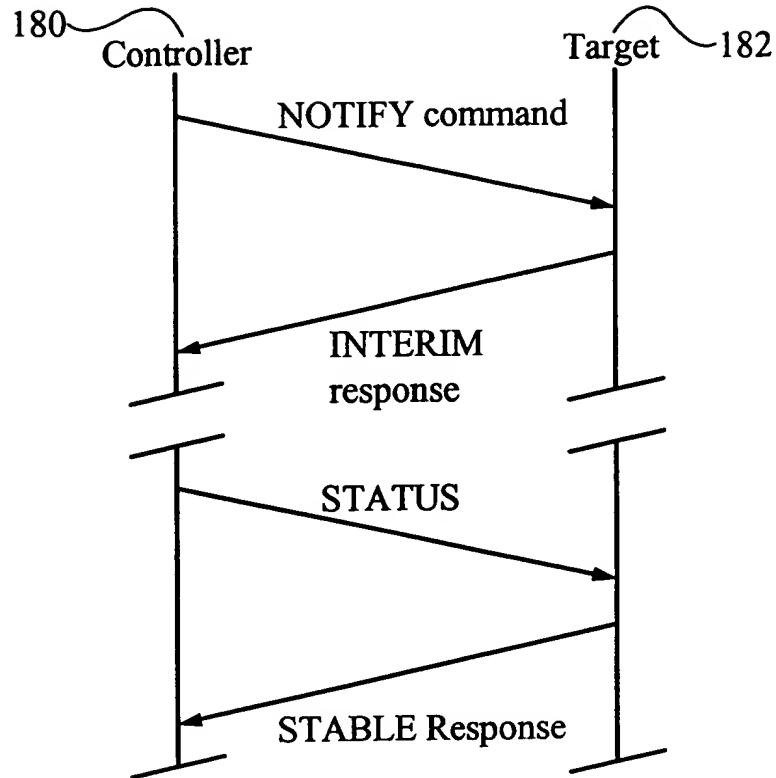 180
Controller
Target
182
NOTIFY command
INTERIM
response
STATUS
STABLE Response